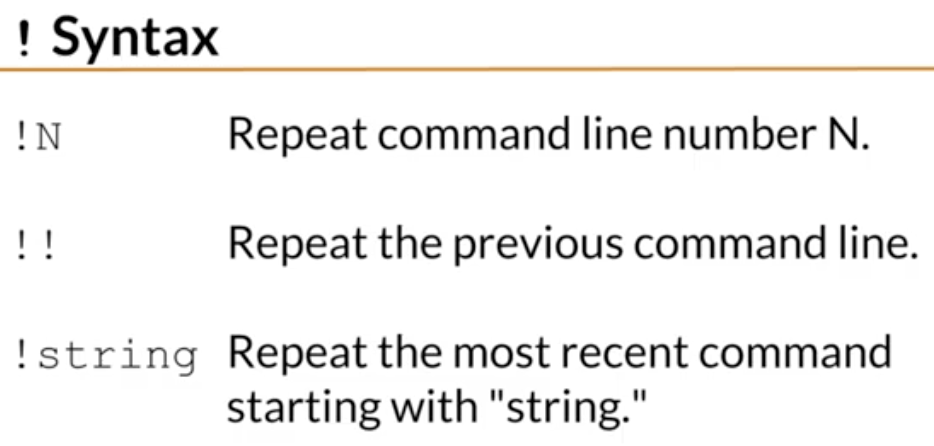 ! Syntax
!N Repeat command line number N.
!! Repeat the previous command line.
!string Repeat the most recent command
starting with "string."